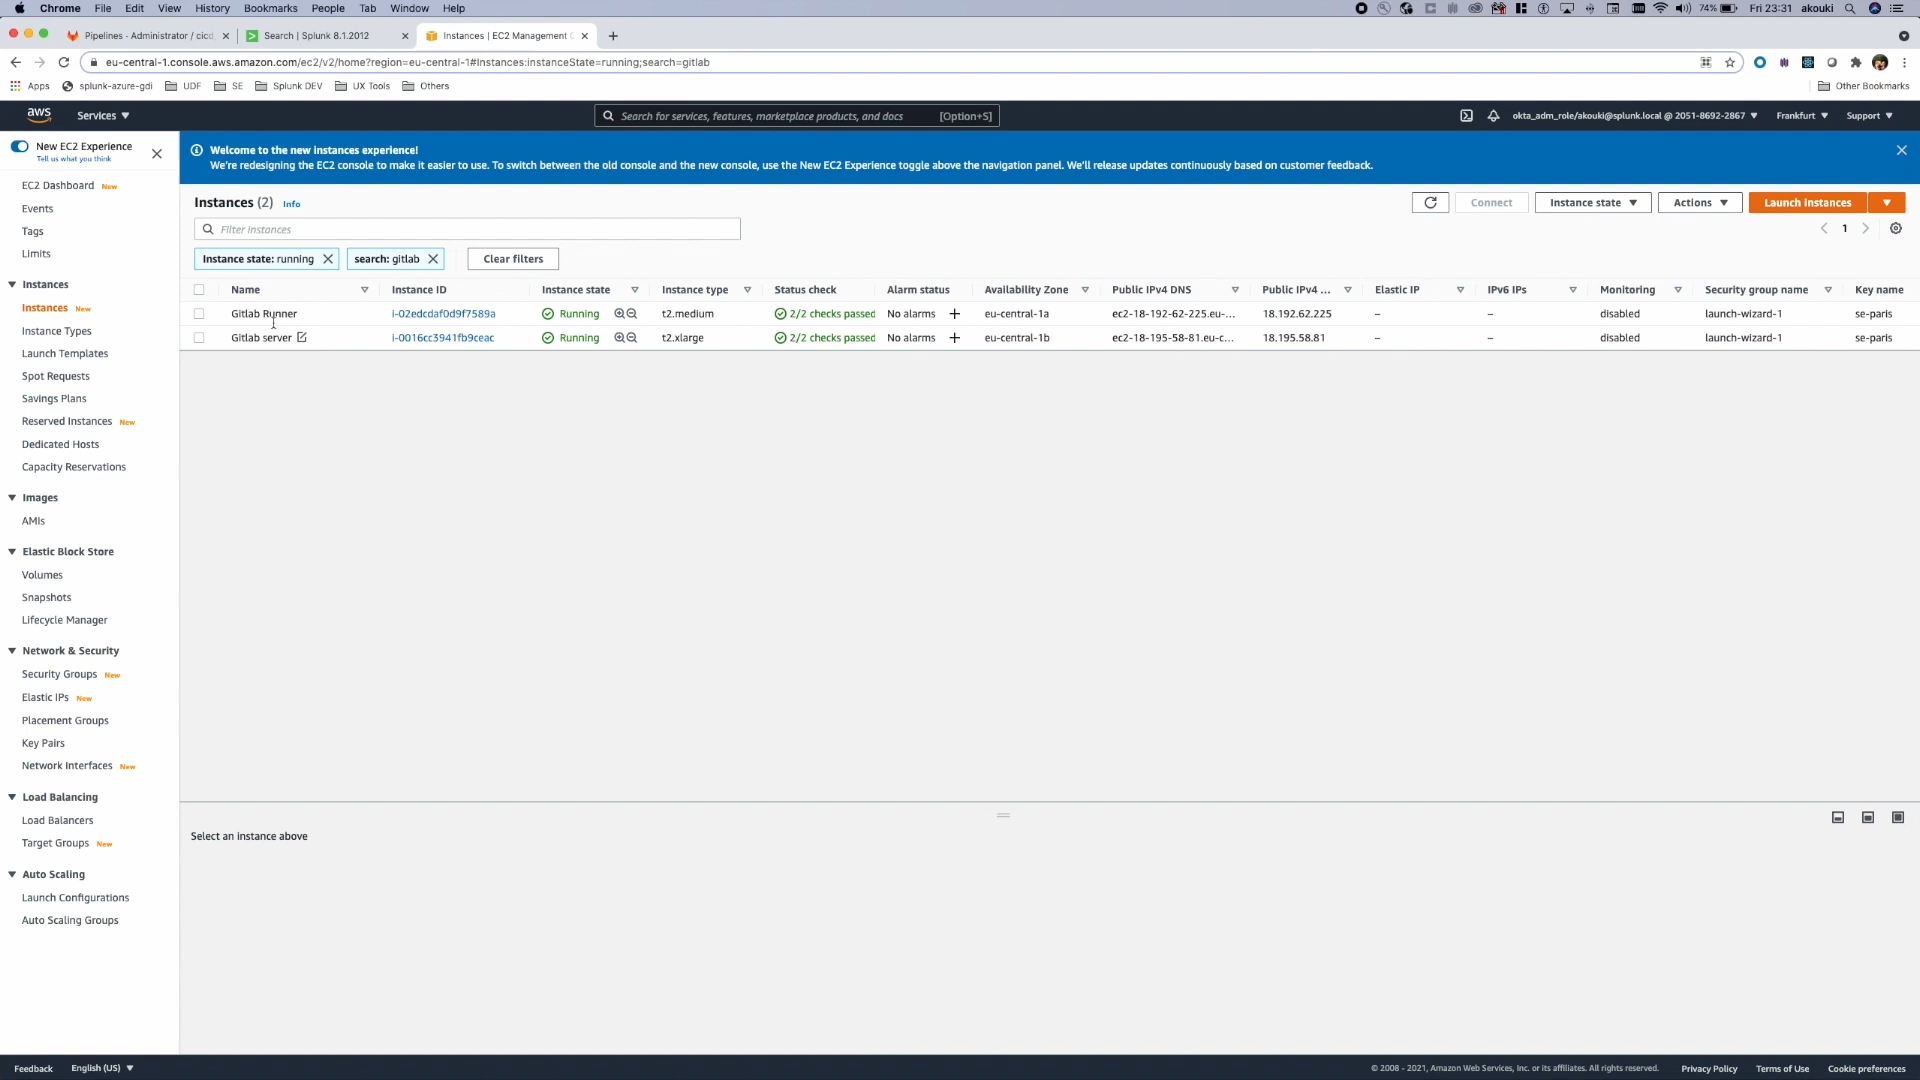 Chrome File Edit View History Bookmarks People Tab Window Help 74% Fri 23:31 akouki
Pipelines - Administrator / cicd Search | Splunk 8.1.2012 Instances | EC2 Management C
eu-central-1.console.aws.amazon.com/ec2/v2/home?region=eu-central-1#Instances:instanceState=running;search=gitlab
Apps splunk-azure-gdi UDF SE Splunk DEV UX Tools Others Other Bookmarks
aws Services Search for services, features, marketplace products, and docs [Option+S] okta_adm_role/akouki@splunk.local @ 2051-8692-2867 Frankfurt Support
New EC2 Experience
Tell us what you think
Welcome to the new instances experience!
We're redesigning the EC2 console to make it easier to use. To switch between the old console and the new console, use the New EC2 Experience toggle above the navigation panel. We'll release updates continuously based on customer feedback.
EC2 Dashboard New
Events
Tags
Limits
Instances
Instances New
Instance Types
Launch Templates
Spot Requests
Savings Plans
Reserved Instances New
Dedicated Hosts
Capacity Reservations
Images
AMIs
Elastic Block Store
Volumes
Snapshots
Lifecycle Manager
Network & Security
Security Groups New
Elastic IPs New
Placement Groups
Key Pairs
Network Interfaces New
Load Balancing
Load Balancers
Target Groups New
Auto Scaling
Launch Configurations
Auto Scaling Groups
Instances (2) Info Connect Instance state Actions Launch instances
Filter instances 1
Instance state: running search: gitlab Clear filters
Name Instance ID Instance state Instance type Status check Alarm status Availability Zone Public IPv4 DNS Public IPv4 ... Elastic IP IPv6 IPs Monitoring Security group name Key name
Gitlab Runner i-02edcdaf0d9f7589a Running t2.medium 2/2 checks passed No alarms + eu-central-1a ec2-18-192-62-225.eu-... 18.192.62.225 – – disabled launch-wizard-1 se-paris
Gitlab server i-0016cc3941fb9ceac Running t2.xlarge 2/2 checks passed No alarms + eu-central-1b ec2-18-195-58-81.eu-c... 18.195.58.81 – – disabled launch-wizard-1 se-paris
Select an instance above
Feedback English (US) © 2008 - 2021, Amazon Web Services, Inc. or its affiliates. All rights reserved. Privacy Policy Terms of Use Cookie preferences